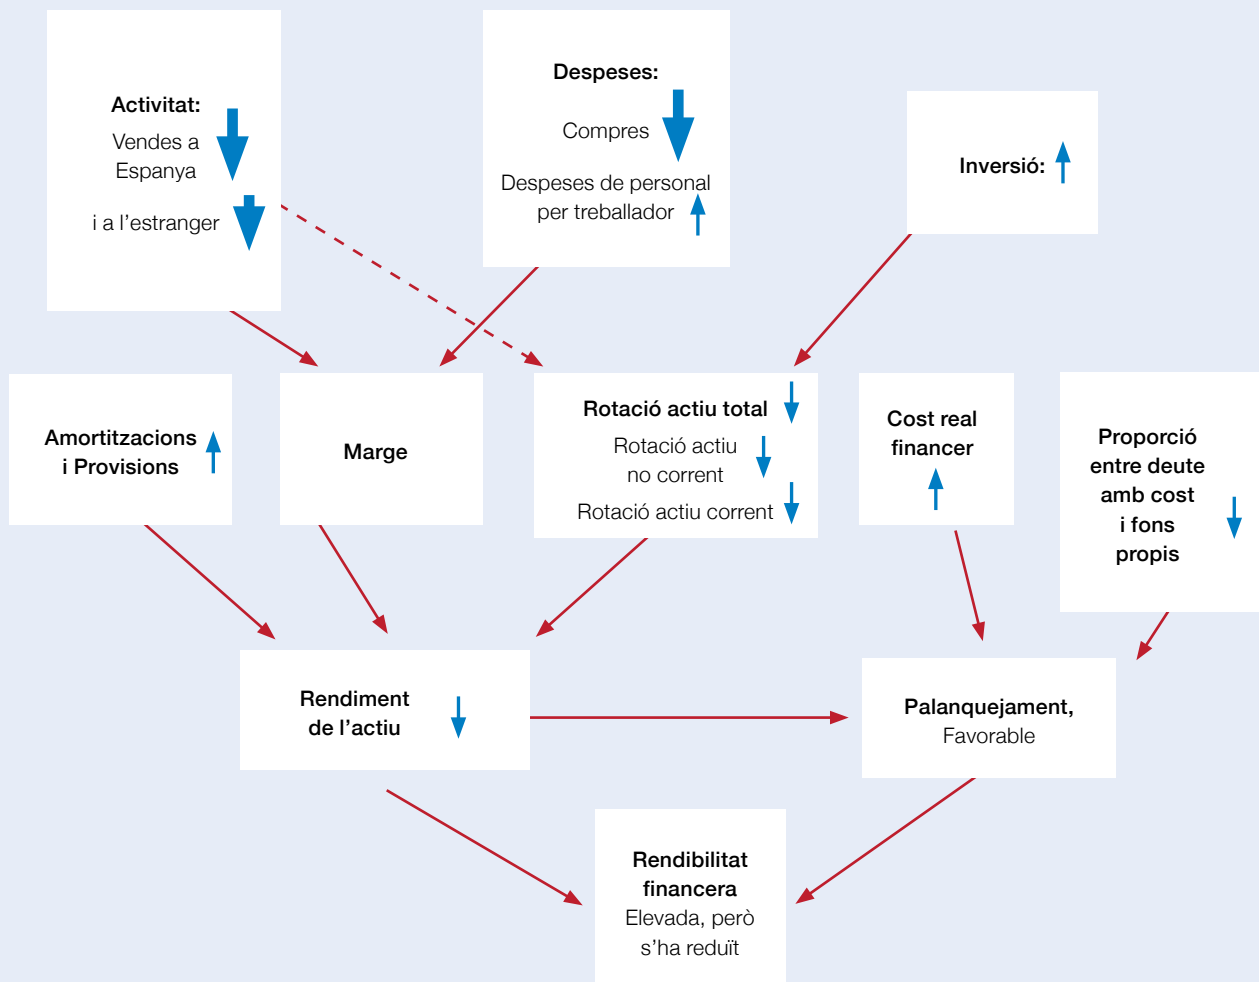 Activitat:
Vendes a
Espanya
i a l'estranger
Despeses:
Compres
Despeses de personal
per treballador
Inversió:
Amortitzacions
i Provisions
Marge
Rotació actiu total
Rotació actiu
no corrent
Rotació actiu corrent
Cost real
financer
Proporció
entre deute
amb cost
i fons
propis
Rendiment
de l'actiu
Palanquejament,
Favorable
Rendibilitat
financera
Elevada, però
s'ha reduït